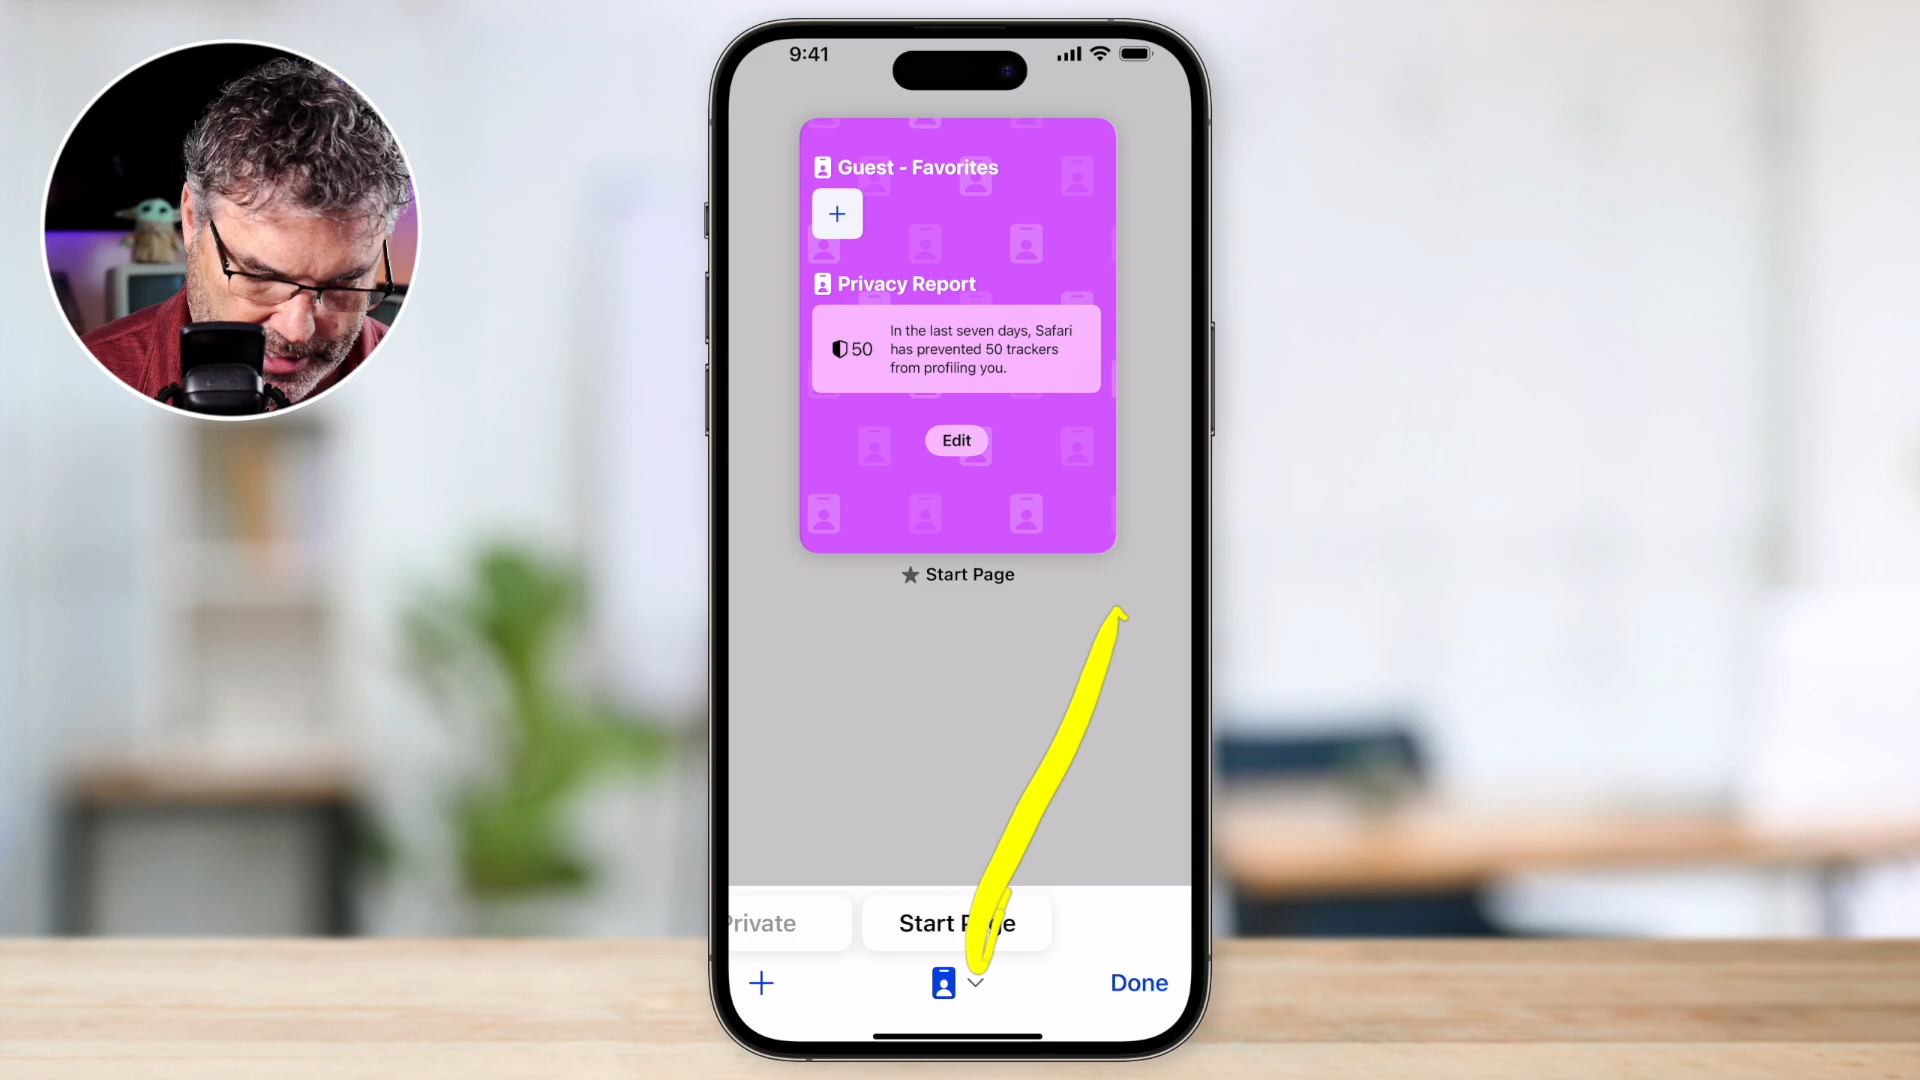 9:41
Guest - Favorites
Privacy Report
50
In the last seven days, Safari
has prevented 50 trackers
from profiling you.
Edit
Start Page
Private
Start Page
Done